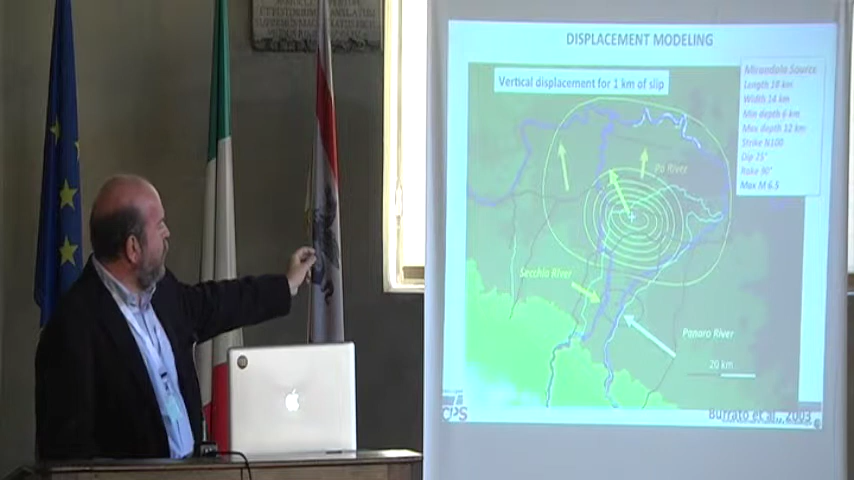 DISPLACEMENT MODELING
Vertical displacement for 1 km of slip
Mirandola Source
Length 18 km
Width 14 km
Min depth 6 km
Max depth 12 km
Strike N100
Dip 25°
Rake 90°
Max M 6.5
Po River
Secchia River
Panaro River
20 km
Burrato et al., 2003